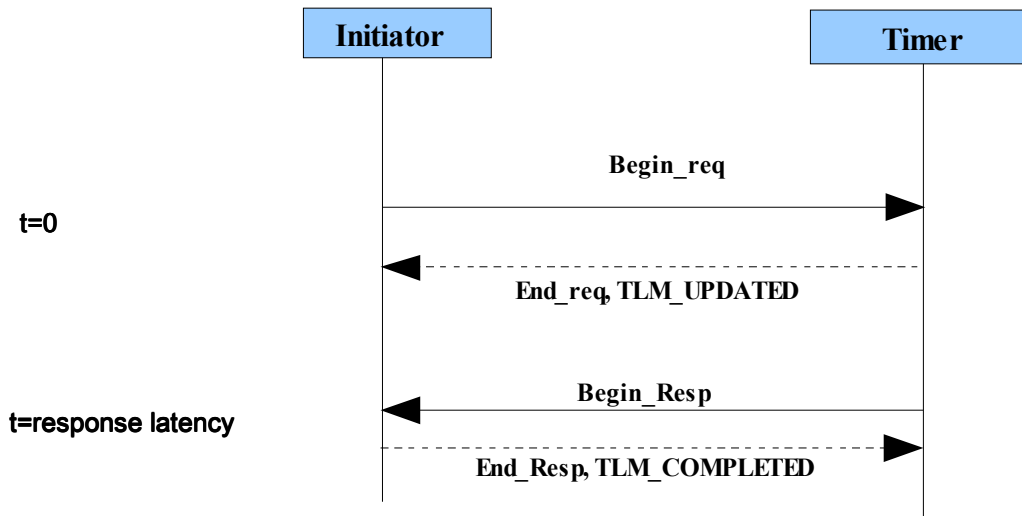 Initiator
Timer
Begin_req
t=0
End_req, TLM_UPDATED
Begin_Resp
t=response latency
End_Resp, TLM_COMPLETED